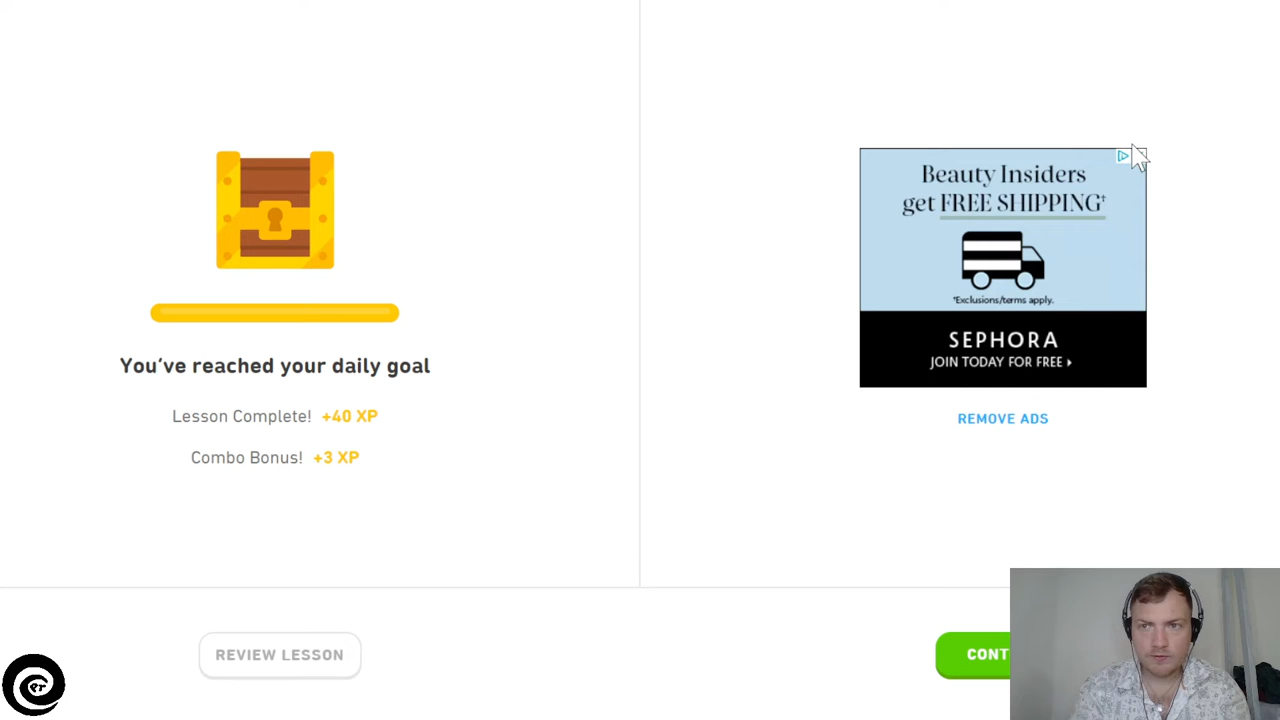 You've reached your daily goal
Lesson Complete! +40 XP
Combo Bonus! +3 XP
Beauty Insiders
get FREE SHIPPING†
*Exclusions/terms apply.
SEPHORA
JOIN TODAY FOR FREE
REMOVE ADS
REVIEW LESSON
CONT